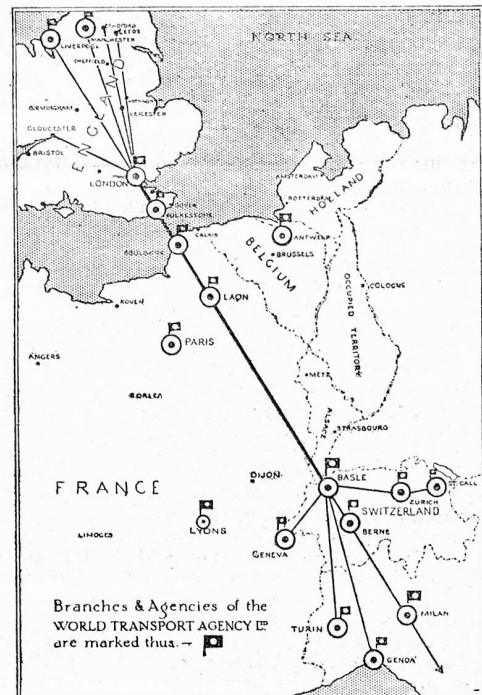 NORTH SEA
BRADFORD
LEEDS
LIVERPOOL
MANCHESTER
SHEFFIELD
ENGLAND
BIRMINGHAM
LEICESTER
GLOUCESTER
BRISTOL
LONDON
DOVER
FOLKESTONE
CALAIS
BOULOGNE
AMSTERDAM
HOLLAND
ROTTERDAM
ANTWERP
BRUSSELS
BELGIUM
OCCUPIED TERRITORY
COLOGNE
ROUEN
LAON
PARIS
ANGERS
METZ
ALSACE
STRASBOURG
DIJON
BASLE
ZURICH
ST. GALL
FRANCE
SWITZERLAND
BERNE
LYONS
LIMOGES
GENEVA
TURIN
MILAN
GENOA
Branches & Agencies of the
WORLD TRANSPORT AGENCY LD
are marked thus.—